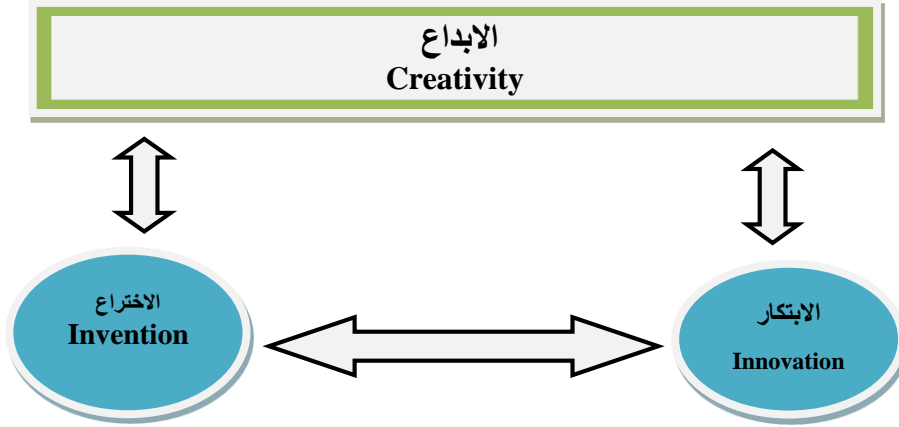 الابداع
Creativity
الاختراع
Invention
الابتكار
Innovation